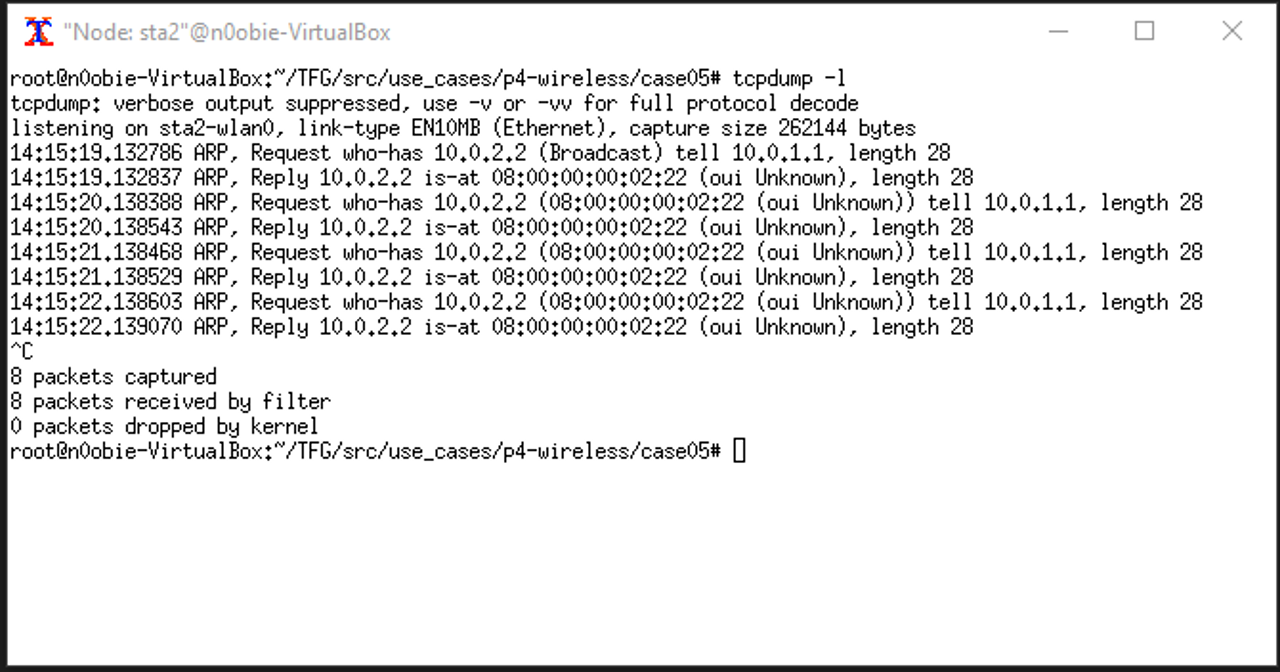 "Node: sta2"@n0obie-VirtualBox
root@n0obie-VirtualBox:~/TFG/src/use_cases/p4-wireless/case05# tcpdump -l
tcpdump: verbose output suppressed, use -v or -vv for full protocol decode
listening on sta2-wlan0, link-type EN10MB (Ethernet), capture size 262144 bytes
14:15:19.132786 ARP, Request who-has 10.0.2.2 (Broadcast) tell 10.0.1.1, length 28
14:15:19.132837 ARP, Reply 10.0.2.2 is-at 08:00:00:00:02:22 (oui Unknown), length 28
14:15:20.138388 ARP, Request who-has 10.0.2.2 (08:00:00:00:02:22 (oui Unknown)) tell 10.0.1.1, length 28
14:15:20.138543 ARP, Reply 10.0.2.2 is-at 08:00:00:00:02:22 (oui Unknown), length 28
14:15:21.138468 ARP, Request who-has 10.0.2.2 (08:00:00:00:02:22 (oui Unknown)) tell 10.0.1.1, length 28
14:15:21.138529 ARP, Reply 10.0.2.2 is-at 08:00:00:00:02:22 (oui Unknown), length 28
14:15:22.138603 ARP, Request who-has 10.0.2.2 (08:00:00:00:02:22 (oui Unknown)) tell 10.0.1.1, length 28
14:15:22.139070 ARP, Reply 10.0.2.2 is-at 08:00:00:00:02:22 (oui Unknown), length 28
^C
8 packets captured
8 packets received by filter
0 packets dropped by kernel
root@n0obie-VirtualBox:~/TFG/src/use_cases/p4-wireless/case05#